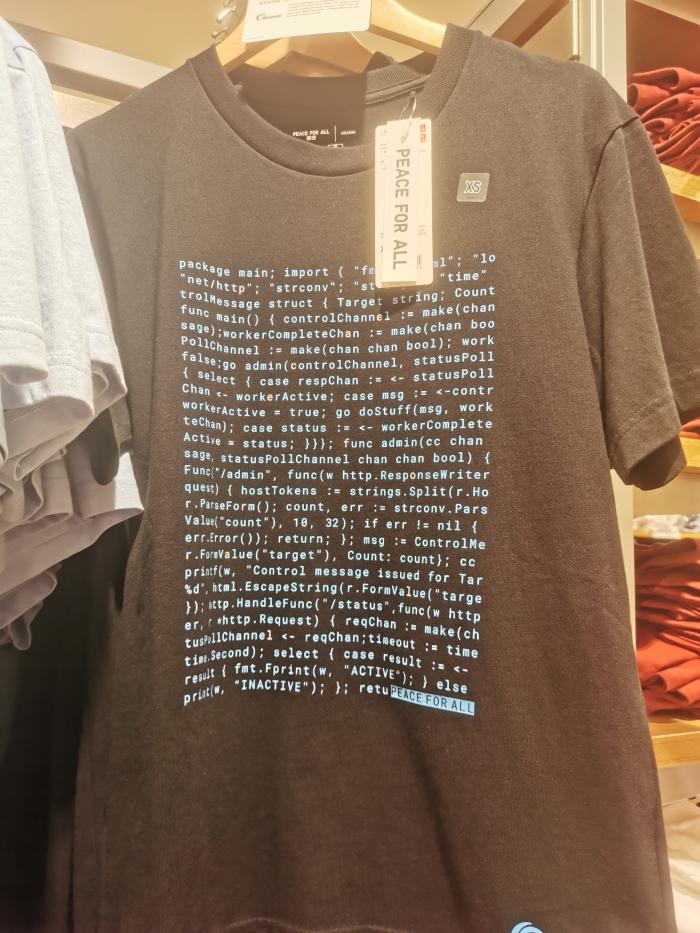 Akamai
PEACE FOR ALL
PEACE FOR ALL
XS
package main; import ( "fm ml"; "lo
"net/http"; "strconv"; "st "time"
trolMessage struct { Target string; Count
func main() { controlChannel := make(chan
sage);workerCompleteChan := make(chan boo
PollChannel := make(chan chan bool); work
false;go admin(controlChannel, statusPoll
{ select { case respChan := <- statusPoll
Chan <- workerActive; case msg := <-contr
workerActive = true; go doStuff(msg, work
teChan); case status := <- workerComplete
Active = status; }}}; func admin(cc chan
sage, statusPollChannel chan chan bool) {
Func("/admin", func(w http.ResponseWriter
quest) { hostTokens := strings.Split(r.Ho
r.ParseForm(); count, err := strconv.Pars
Value("count"), 10, 32); if err != nil {
err.Error()); return; }; msg := ControlMe
r.FormValue("target"), Count: count}; cc
printf(w, "Control message issued for Tar
%d", html.EscapeString(r.FormValue("targe
}); http.HandleFunc("/status",func(w http
er, r *http.Request) { reqChan := make(ch
tusPollChannel <- reqChan;timeout := time
time.Second); select { case result := <-
result { fmt.Fprint(w, "ACTIVE"); } else
print(w, "INACTIVE"); }; retuPEACE FOR ALL